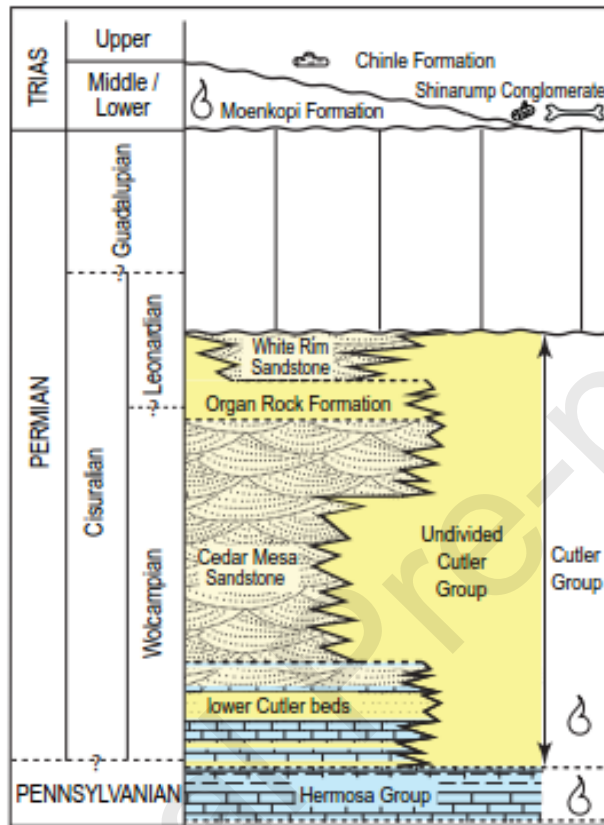 TRIAS
Upper
Chinle Formation
Middle /
Lower
Shinarump Conglomerate
Moenkopi Formation
PERMIAN
Guadalupian
?
Cisuralian
Leonardian
White Rim
Sandstone
?
Organ Rock Formation
Wolcampian
Cedar Mesa
Sandstone
Undivided
Cutler
Group
Cutler
Group
lower Cutler beds
?
PENNSYLVANIAN
Hermosa Group
Pre-p